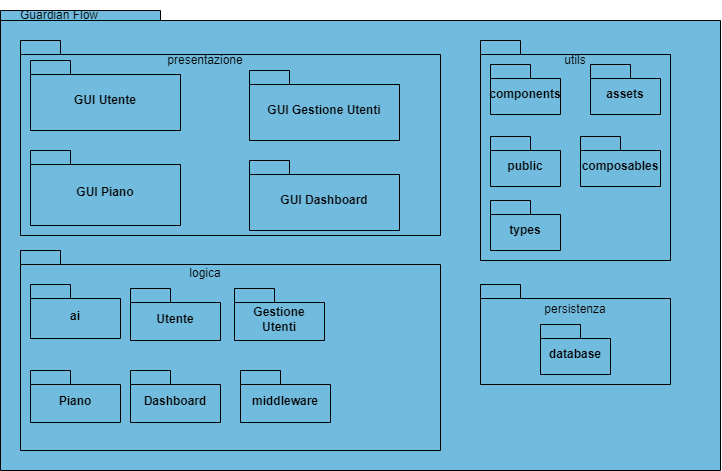 Guardian Flow
presentazione
GUI Utente
GUI Gestione Utenti
GUI Piano
GUI Dashboard
utils
components
assets
public
composables
types
logica
ai
Utente
Gestione
Utenti
Piano
Dashboard
middleware
persistenza
database